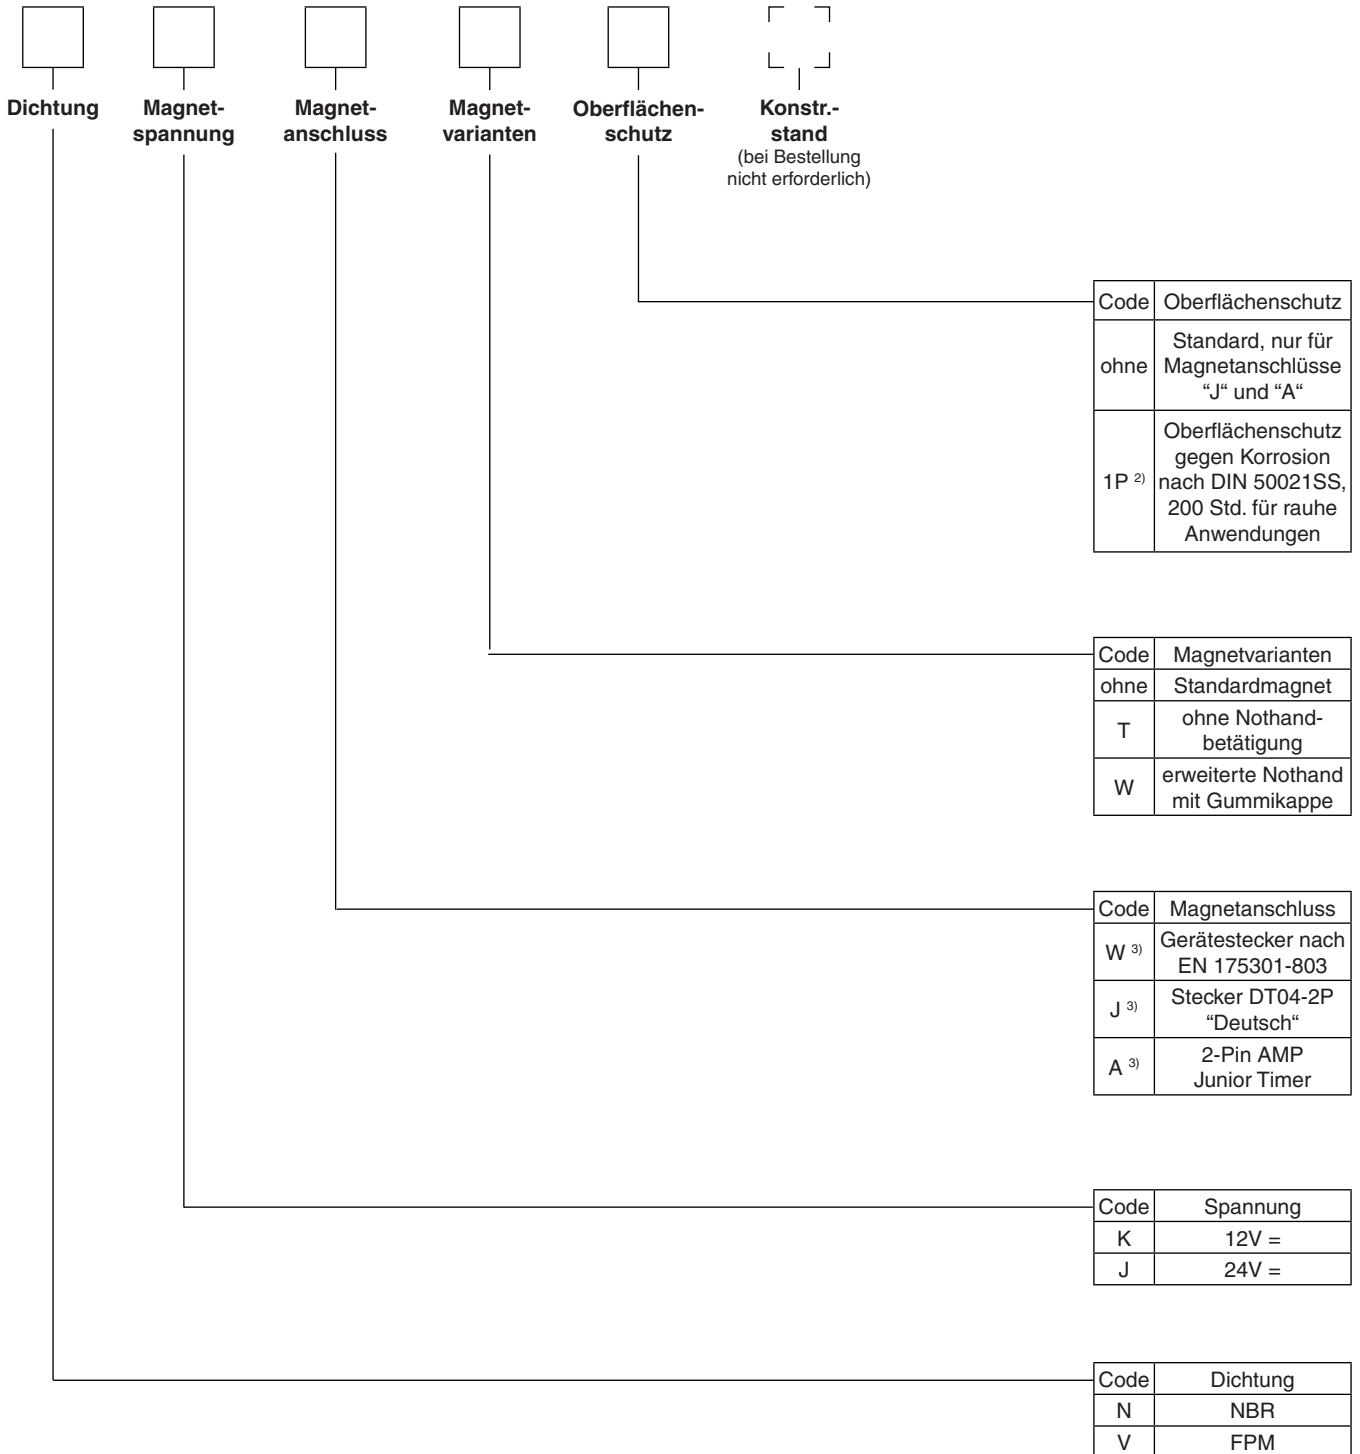 Dichtung
Magnet-
spannung
Magnet-
anschluss
Magnet-
varianten
Oberflächen-
schutz
Konstr.-
stand
(bei Bestellung
nicht erforderlich)
Code Oberflächenschutz
ohne Standard, nur für
Magnetanschlüsse
“J“ und “A“
1P 2) Oberflächenschutz
gegen Korrosion
nach DIN 50021SS,
200 Std. für rauhe
Anwendungen
Code Magnetvarianten
ohne Standardmagnet
T ohne Nothand-
betätigung
W erweiterte Nothand
mit Gummikappe
Code Magnetanschluss
W 3) Gerätestecker nach
EN 175301-803
J 3) Stecker DT04-2P
“Deutsch“
A 3) 2-Pin AMP
Junior Timer
Code Spannung
K 12V =
J 24V =
Code Dichtung
N NBR
V FPM